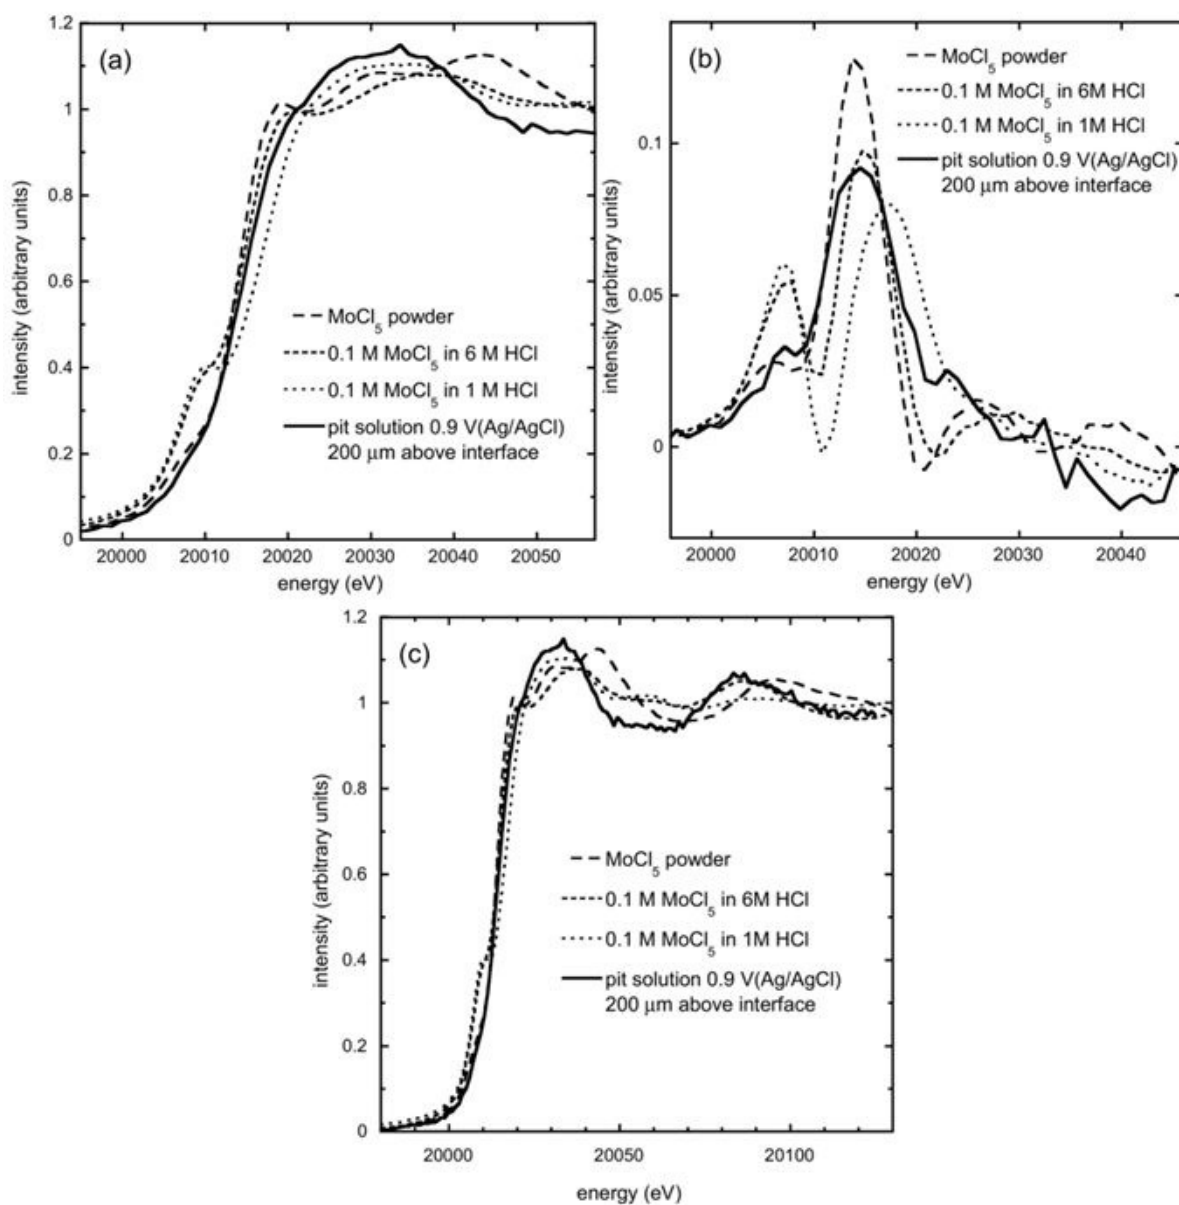 (a)
1.2
1
0.8
0.6
0.4
0.2
0
intensity (arbitrary units)
MoCl5 powder
0.1 M MoCl5 in 6 M HCl
0.1 M MoCl5 in 1 M HCl
pit solution 0.9 V(Ag/AgCl)
200 μm above interface
20000 20010 20020 20030 20040 20050
energy (eV)
(b)
0.1
0.05
0
intensity (arbitrary units)
MoCl5 powder
0.1 M MoCl5 in 6M HCl
0.1 M MoCl5 in 1M HCl
pit solution 0.9 V(Ag/AgCl)
200 μm above interface
20000 20010 20020 20030 20040
energy (eV)
(c)
1.2
1
0.8
0.6
0.4
0.2
0
intensity (arbitrary units)
MoCl5 powder
0.1 M MoCl5 in 6M HCl
0.1 M MoCl5 in 1M HCl
pit solution 0.9 V(Ag/AgCl)
200 μm above interface
20000 20050 20100
energy (eV)